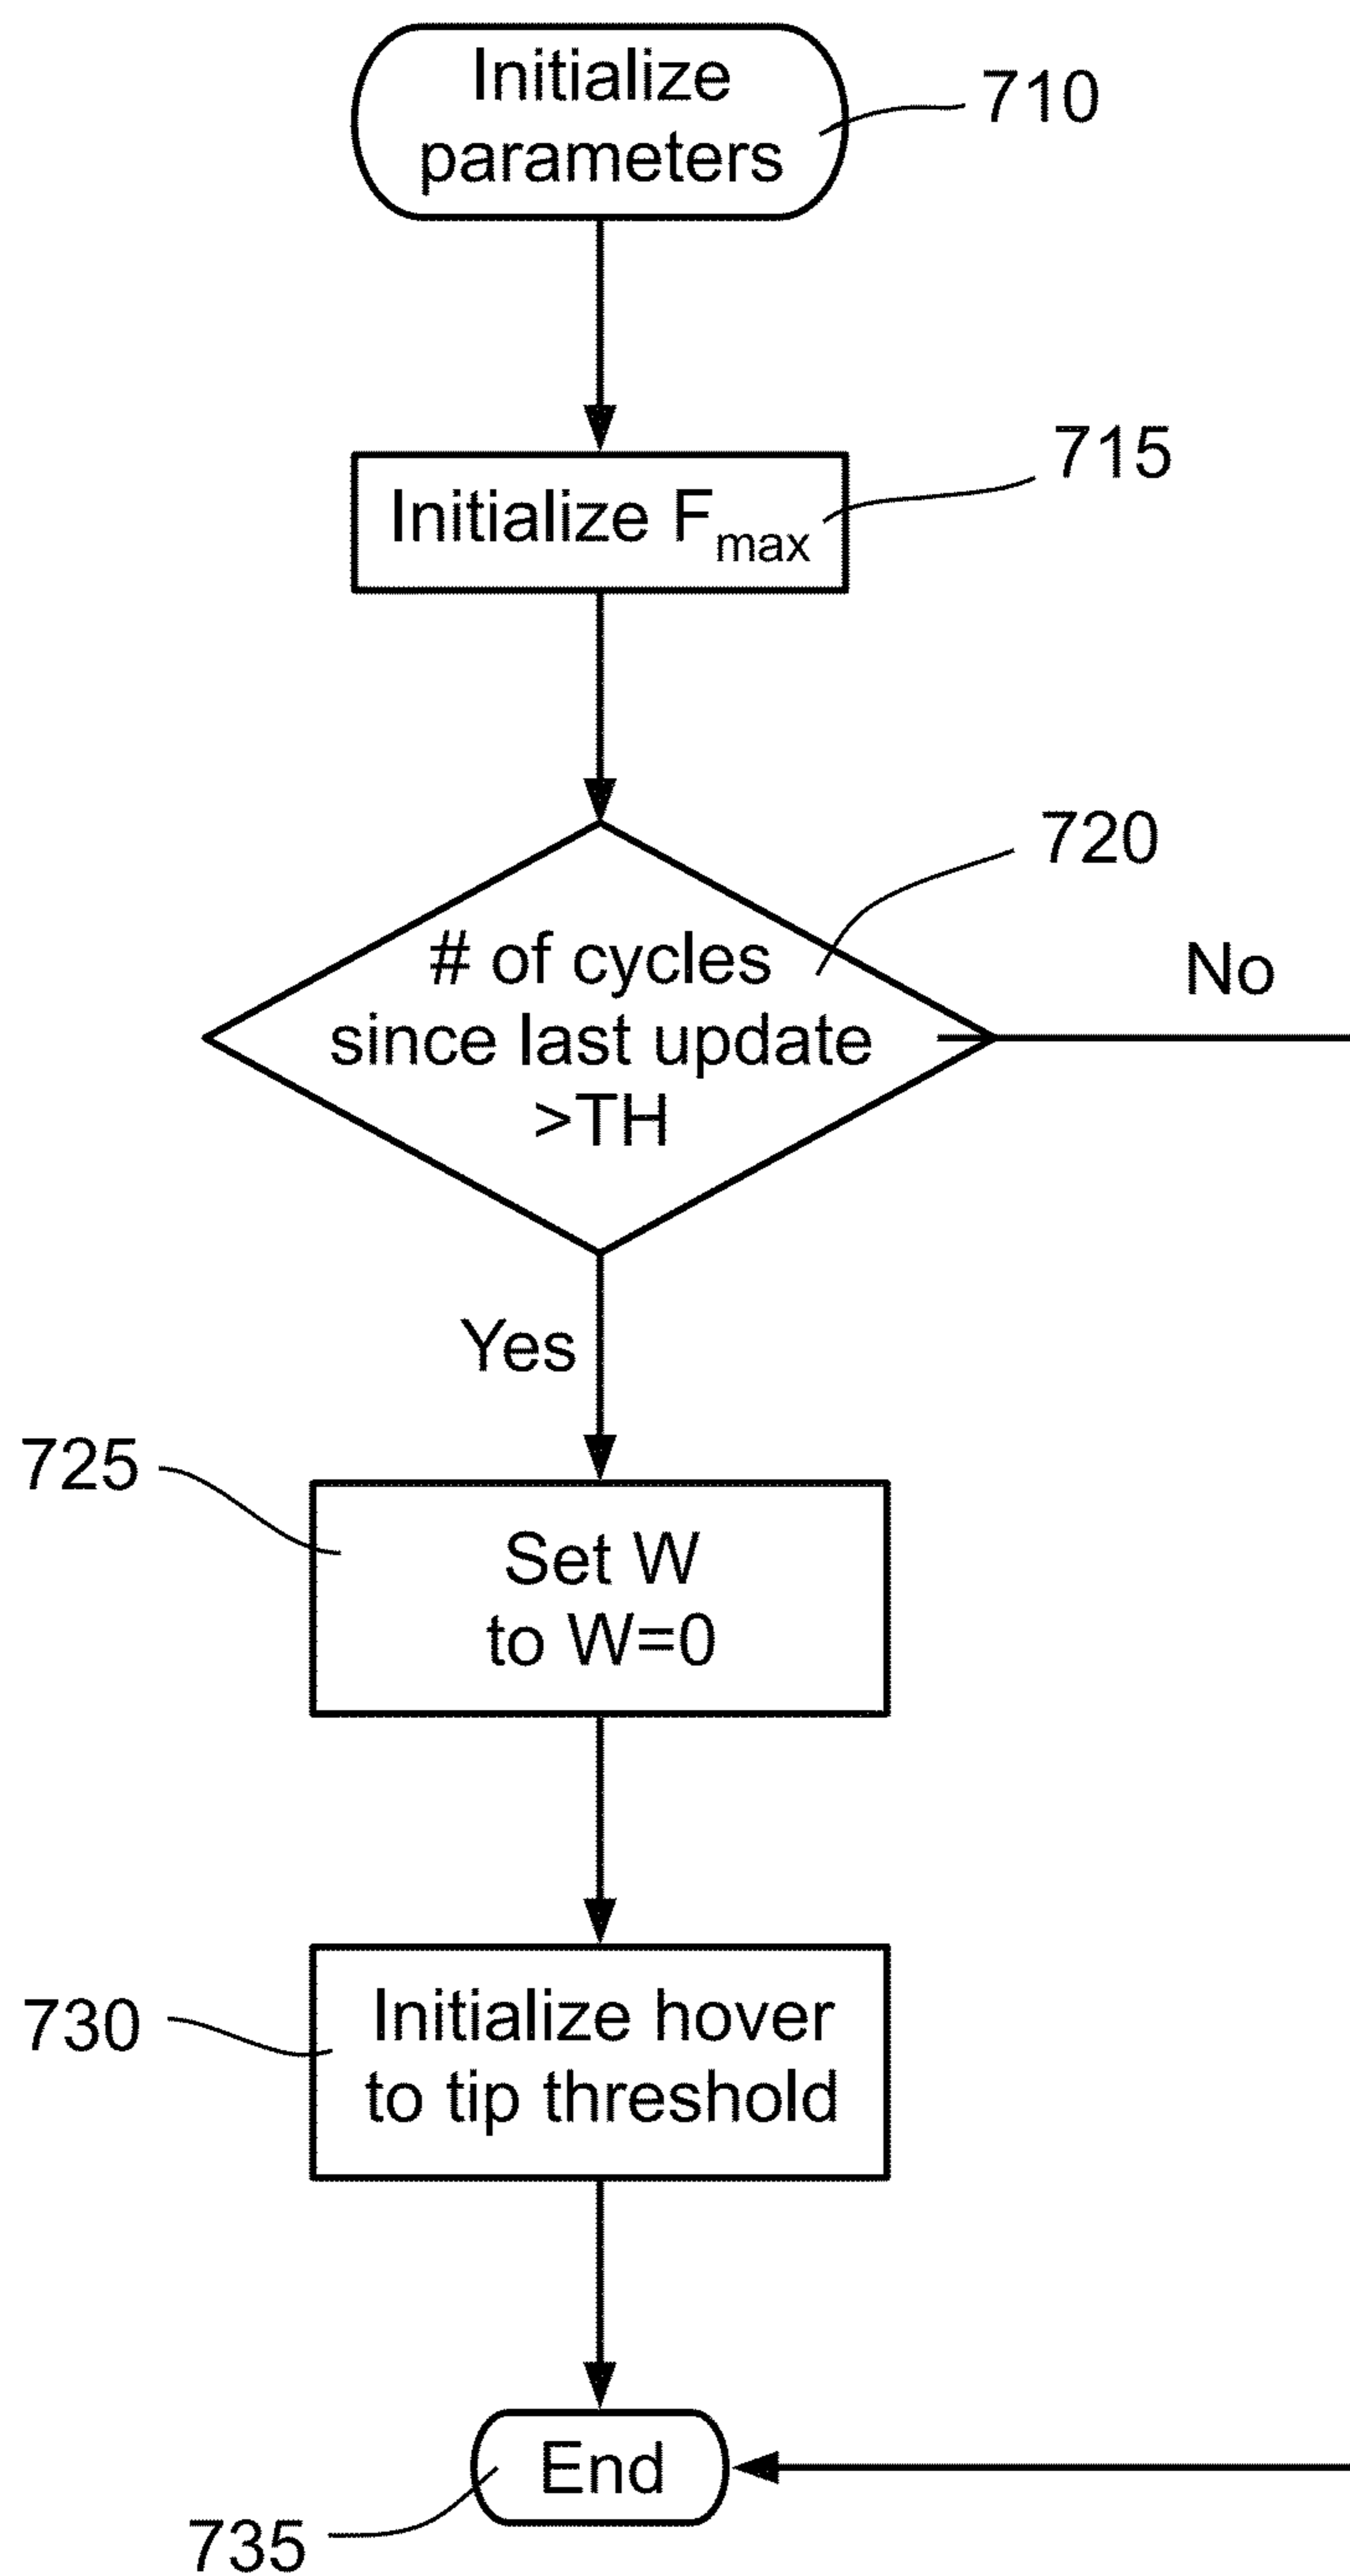 Initialize
parameters
710
Initialize Fmax
715
720
# of cycles
since last update
>TH
No
Yes
725
Set W
to W=0
730
Initialize hover
to tip threshold
End
735